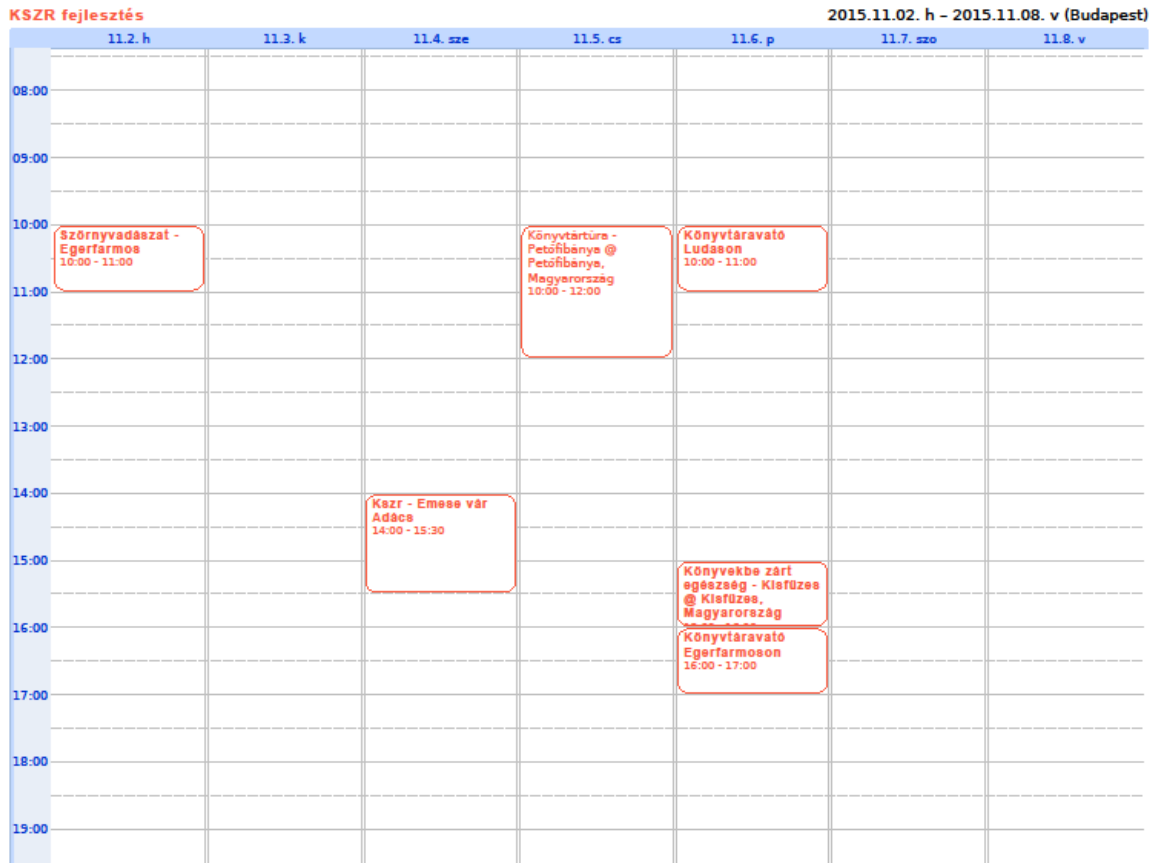 KSZR fejlesztés
2015.11.02. h – 2015.11.08. v (Budapest)
11.2. h
11.3. k
11.4. sze
11.5. cs
11.6. p
11.7. szo
11.8. v
08:00
09:00
10:00
Szörnyvadászat -
Egerfarmos
10:00 - 11:00
Könyvtártúra -
Petőfibánya @
Petőfibánya,
Magyarország
10:00 - 12:00
Könyvtáravató
Ludason
10:00 - 11:00
11:00
12:00
13:00
14:00
Kszr - Emese vár
Adács
14:00 - 15:30
15:00
Könyvekbe zárt
egészség - Kisfüzes
@ Kisfüzes,
Magyarország
16:00
Könyvtáravató
Egerfarmoson
16:00 - 17:00
17:00
18:00
19:00